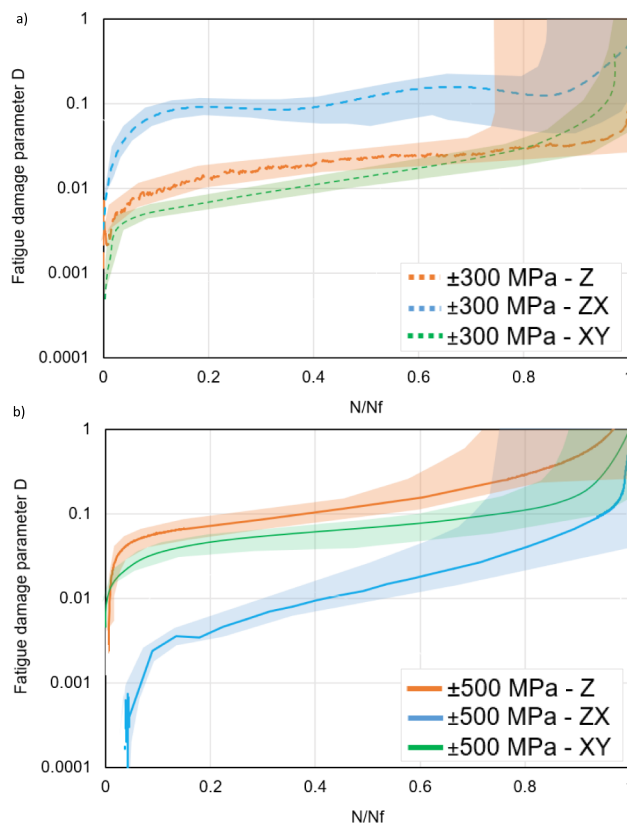 a)
Fatigue damage parameter D
1
0.1
0.01
0.001
0.0001
±300 MPa - Z
±300 MPa - ZX
±300 MPa - XY
0
0.2
0.4
0.6
0.8
1
N/Nf
b)
Fatigue damage parameter D
1
0.1
0.01
0.001
0.0001
±500 MPa - Z
±500 MPa - ZX
±500 MPa - XY
0
0.2
0.4
0.6
0.8
1
N/Nf